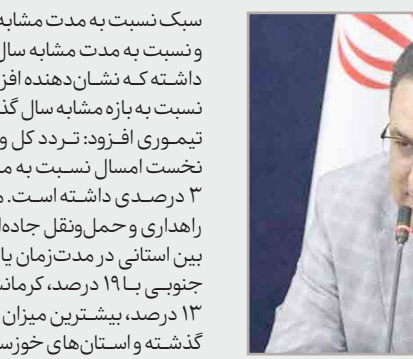 سبک نسبت به مدت مشابه
و نسبت به مدت مشابه سال
داشته که نشان‌دهنده افز
نسبت به بازه مشابه سال گذ
تیموری افزود: تردد کل و
نخست امسال نسبت به م
۳ درصدی داشته است. م
راهداری و حمل‌ونقل جاده‌ا
بین استانی در مدت‌زمان یا
جنوبی با ۱۹ درصد، کرمانش
۱۳ درصد، بیشترین میزان
گذشته و استان‌های خوزس